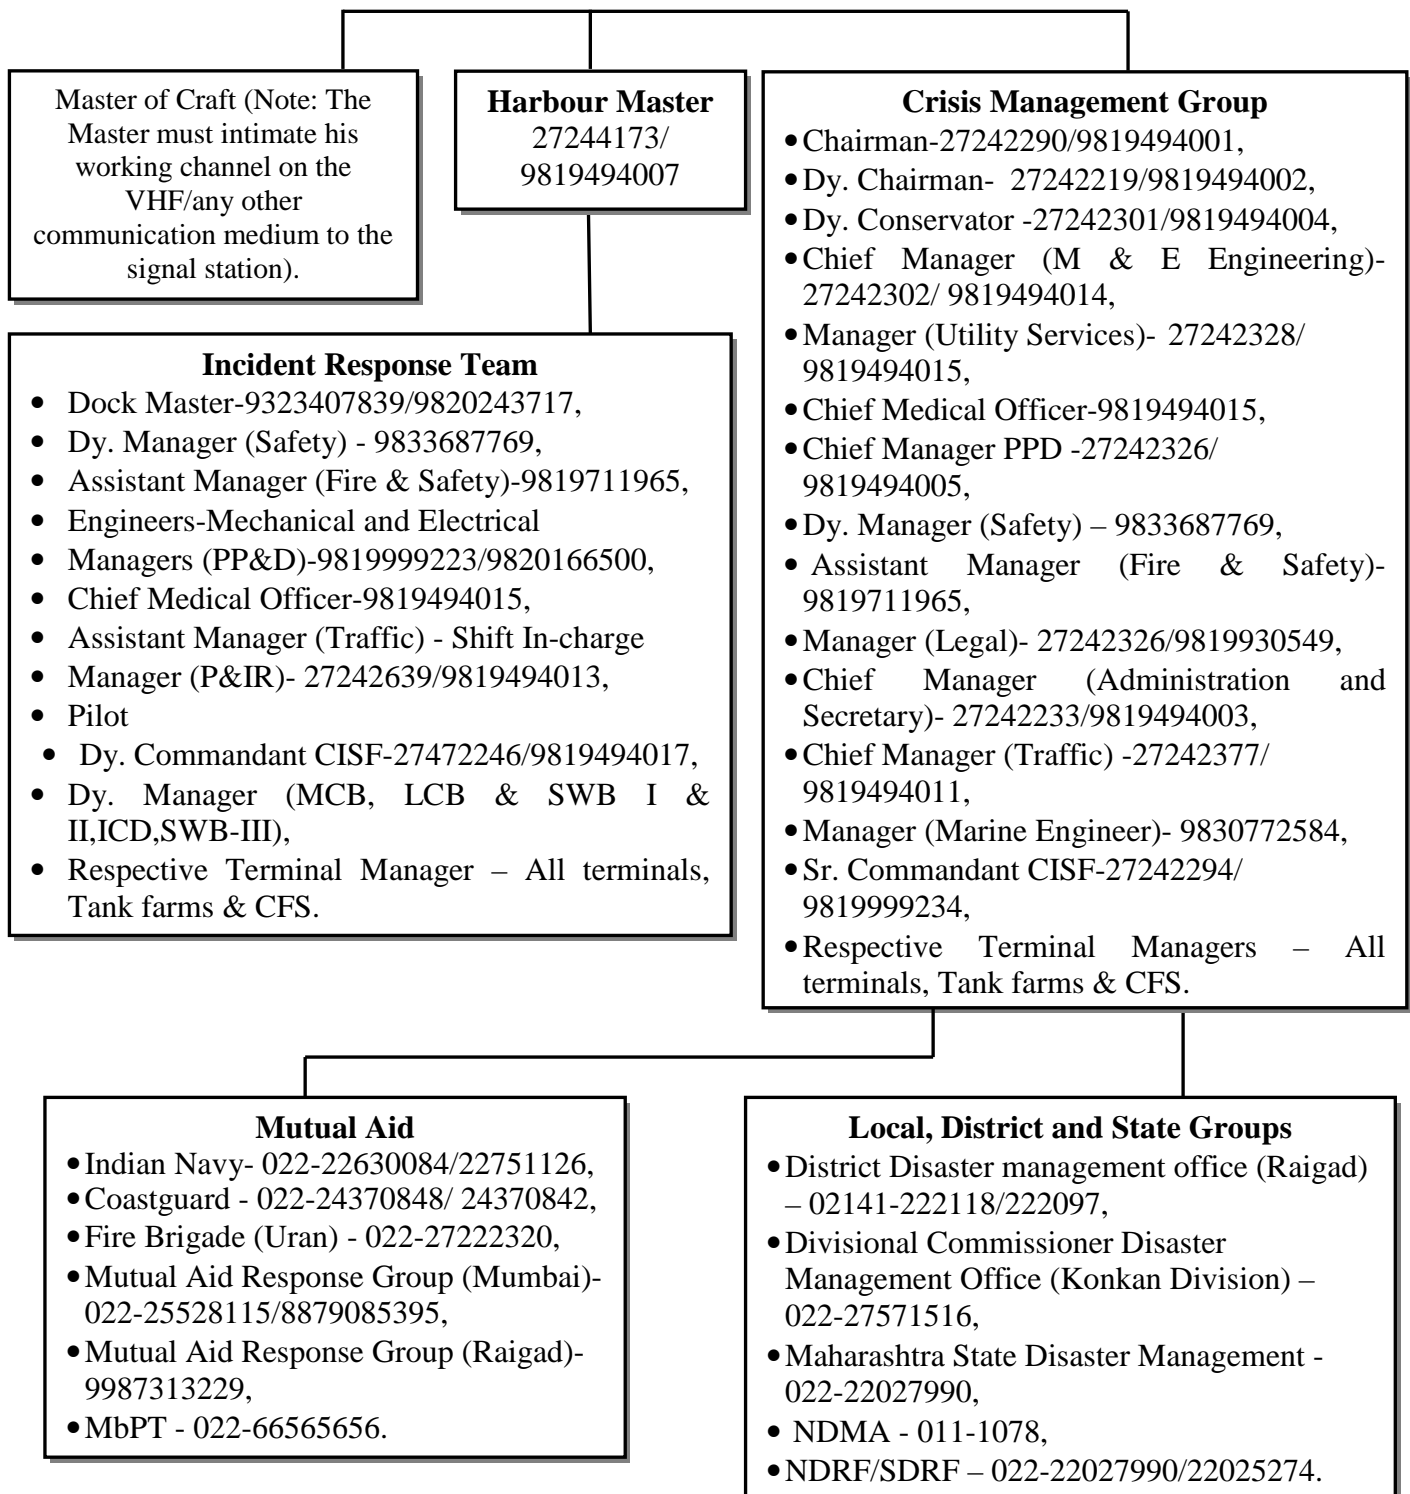 Master of Craft (Note: The
Master must intimate his
working channel on the
VHF/any other
communication medium to the
signal station).
Harbour Master
27244173/
9819494007
Incident Response Team
• Dock Master-9323407839/9820243717,
• Dy. Manager (Safety) - 9833687769,
• Assistant Manager (Fire & Safety)-9819711965,
• Engineers-Mechanical and Electrical
• Managers (PP&D)-9819999223/9820166500,
• Chief Medical Officer-9819494015,
• Assistant Manager (Traffic) - Shift In-charge
• Manager (P&IR)- 27242639/9819494013,
• Pilot
• Dy. Commandant CISF-27472246/9819494017,
• Dy. Manager (MCB, LCB & SWB I &
II,ICD,SWB-III),
• Respective Terminal Manager – All terminals,
Tank farms & CFS.
Crisis Management Group
•Chairman-27242290/9819494001,
•Dy. Chairman- 27242219/9819494002,
•Dy. Conservator -27242301/9819494004,
•Chief Manager (M & E Engineering)-
27242302/ 9819494014,
•Manager (Utility Services)- 27242328/
9819494015,
•Chief Medical Officer-9819494015,
•Chief Manager PPD -27242326/
9819494005,
•Dy. Manager (Safety) – 9833687769,
• Assistant Manager (Fire & Safety)-
9819711965,
•Manager (Legal)- 27242326/9819930549,
•Chief Manager (Administration and
Secretary)- 27242233/9819494003,
•Chief Manager (Traffic) -27242377/
9819494011,
•Manager (Marine Engineer)- 9830772584,
•Sr. Commandant CISF-27242294/
9819999234,
•Respective Terminal Managers – All
terminals, Tank farms & CFS.
Mutual Aid
•Indian Navy- 022-22630084/22751126,
•Coastguard - 022-24370848/ 24370842,
•Fire Brigade (Uran) - 022-27222320,
•Mutual Aid Response Group (Mumbai)-
022-25528115/8879085395,
•Mutual Aid Response Group (Raigad)-
9987313229,
•MbPT - 022-66565656.
Local, District and State Groups
•District Disaster management office (Raigad)
– 02141-222118/222097,
•Divisional Commissioner Disaster
Management Office (Konkan Division) –
022-27571516,
•Maharashtra State Disaster Management -
022-22027990,
• NDMA - 011-1078,
•NDRF/SDRF – 022-22027990/22025274.